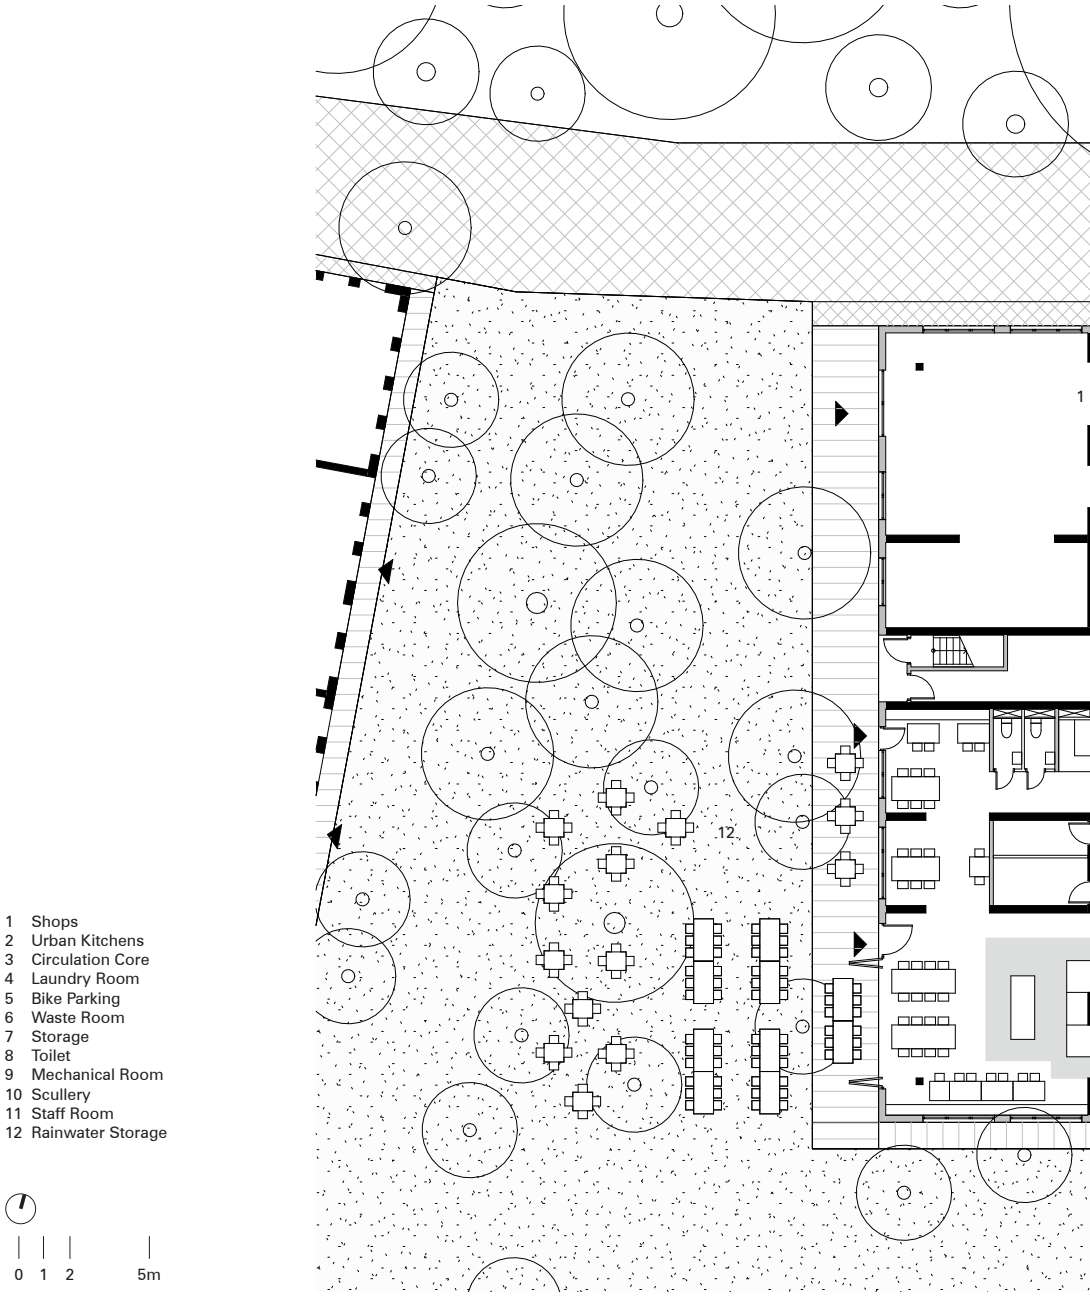 1
12
1 Shops
2 Urban Kitchens
3 Circulation Core
4 Laundry Room
5 Bike Parking
6 Waste Room
7 Storage
8 Toilet
9 Mechanical Room
10 Scullery
11 Staff Room
12 Rainwater Storage
0 1 2 5m